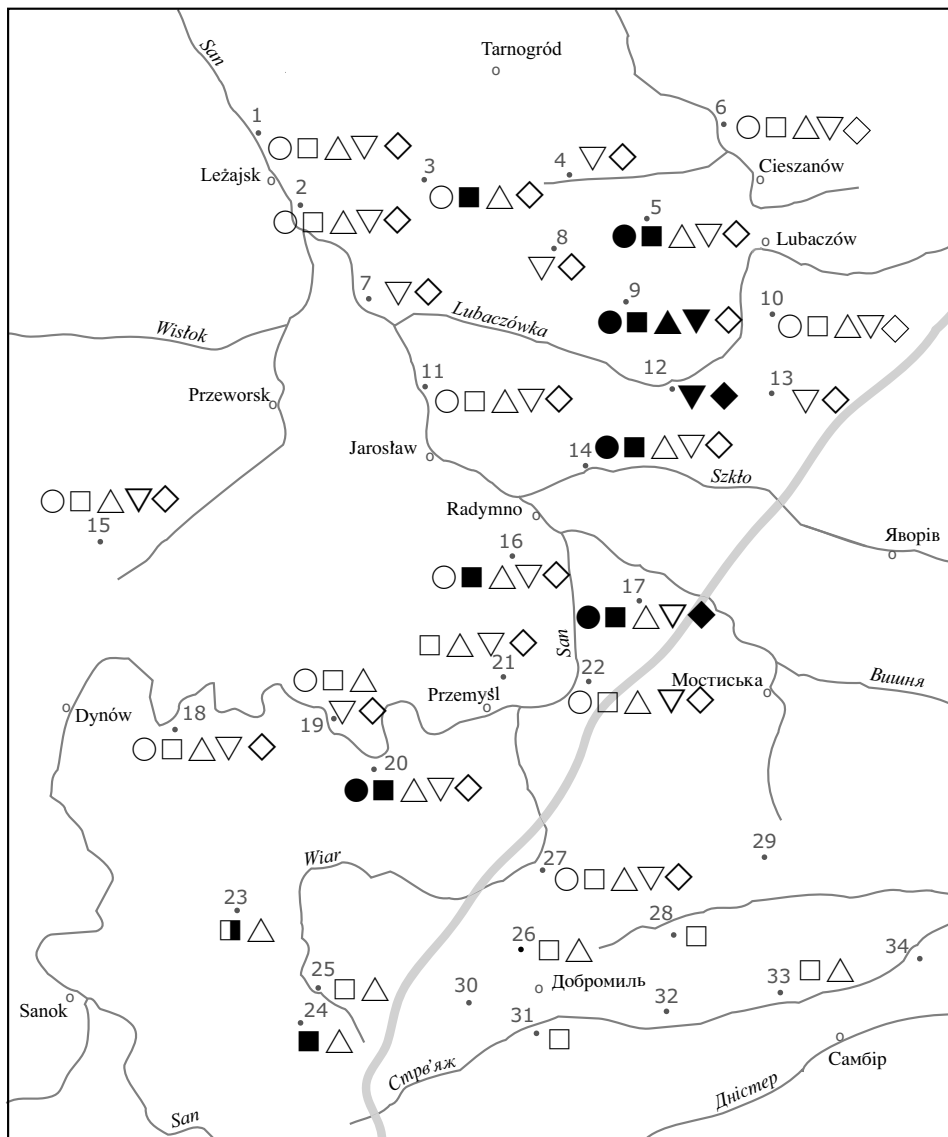 San
Tarnogród
1
6
3
4
Cieszanów
Leżajsk
2
5
8
Lubaczów
7
9
10
Wisłok
Lubaczówka
11
12
13
Przeworsk
Jarosław
14
Szkło
15
Radymno
Яворів
16
17
San
21
22
Мостиська
Вишня
Dynów
18
19
Przemyśl
20
Wiar
27
29
23
26
28
34
25
Добромиль
33
Sanok
24
30
31
32
Самбір
Стрв'яж
San
Дністер